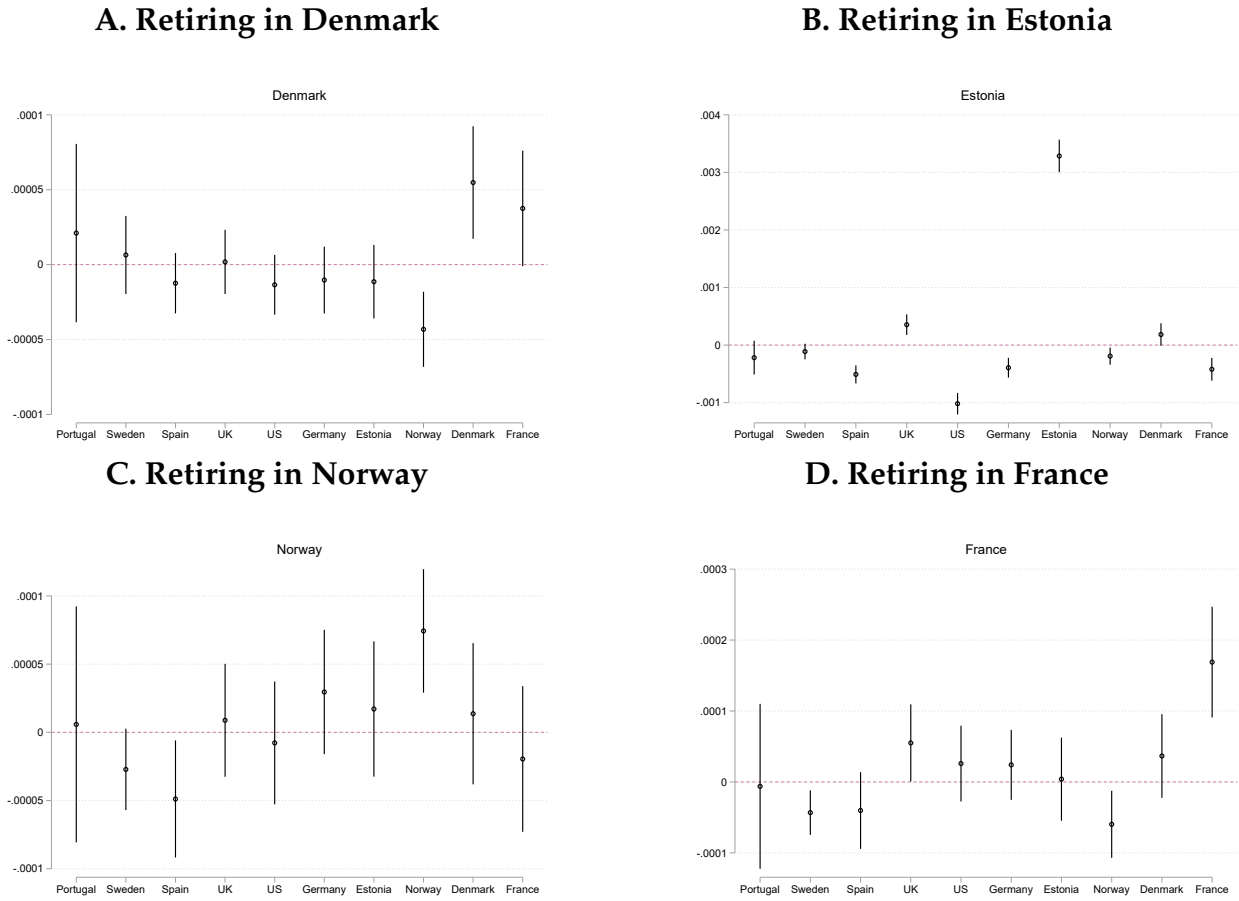 A. Retiring in Denmark
Denmark
.0001
.00005
0
-.00005
-.0001
Portugal Sweden Spain UK US Germany Estonia Norway Denmark France
B. Retiring in Estonia
Estonia
.004
.003
.002
.001
0
-.001
Portugal Sweden Spain UK US Germany Estonia Norway Denmark France
C. Retiring in Norway
Norway
.0001
.00005
0
-.00005
-.0001
Portugal Sweden Spain UK US Germany Estonia Norway Denmark France
D. Retiring in France
France
.0003
.0002
.0001
0
-.0001
Portugal Sweden Spain UK US Germany Estonia Norway Denmark France